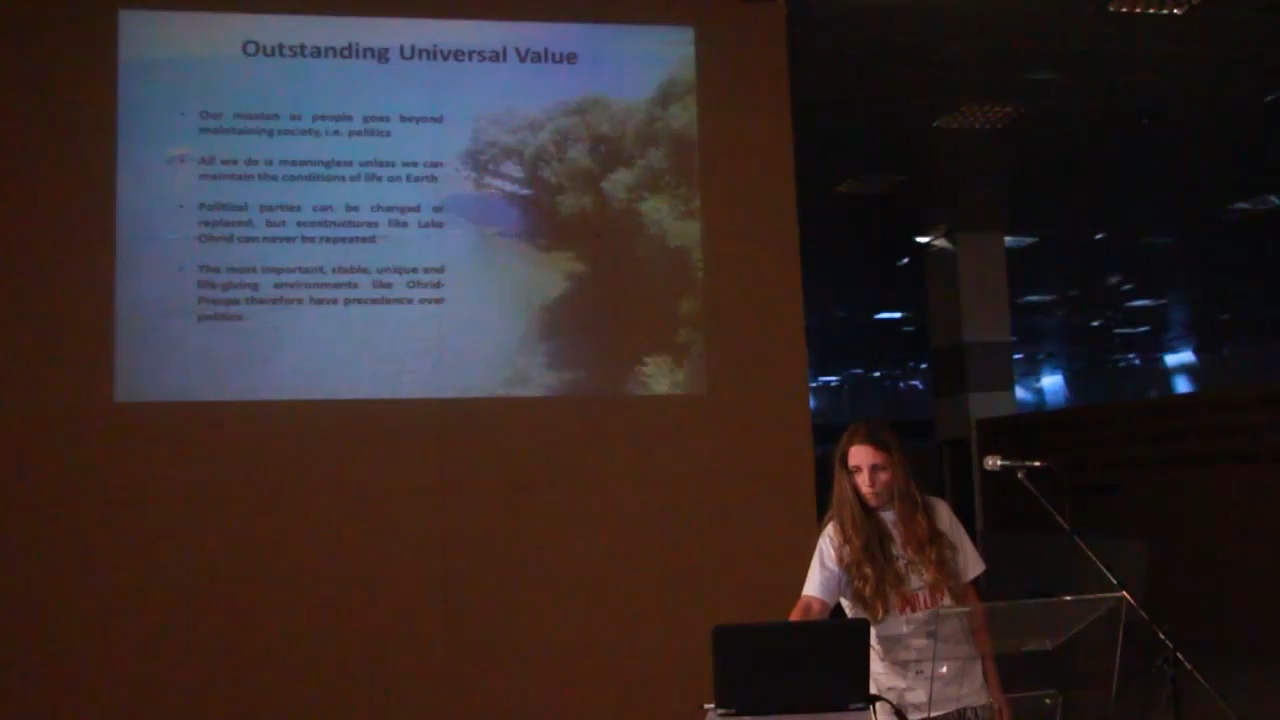 Outstanding Universal Value
• Our mission as people goes beyond
maintaining society, i.e. politics
• All we do is meaningless unless we can
maintain the conditions of life on Earth
• Political parties can be changed or
replaced, but ecostructures like Lake
Ohrid can never be repeated
• The most important, stable, unique and
life-giving environments like Ohrid-
Prespa therefore have precedence over
politics